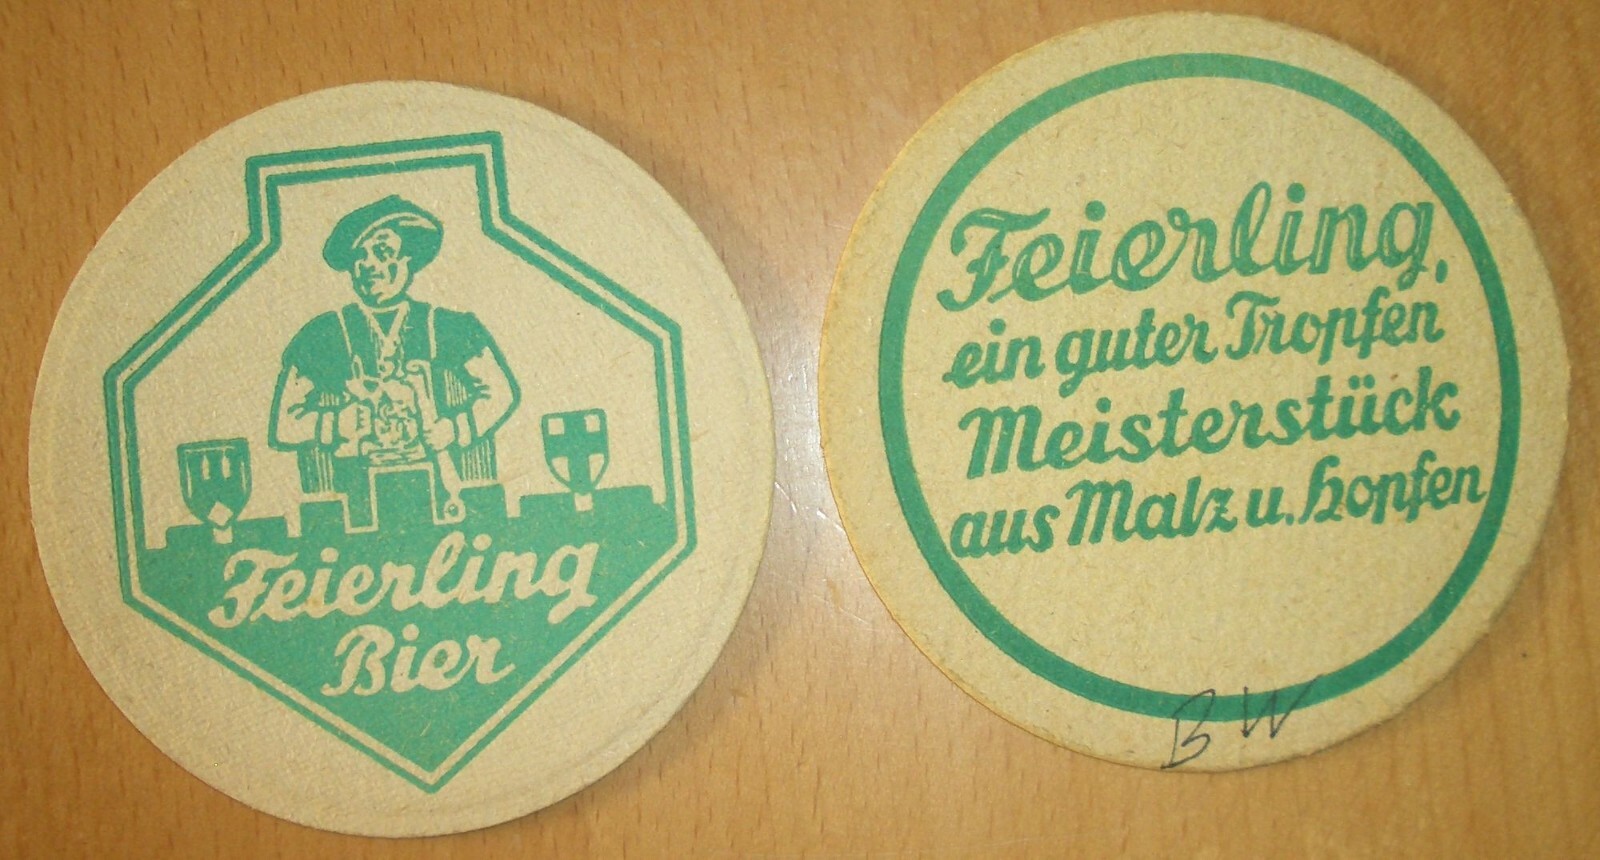 Feierling
Bier
Feierling,
ein guter Tropfen
Meisterstück
aus Malz u. Hopfen
BW